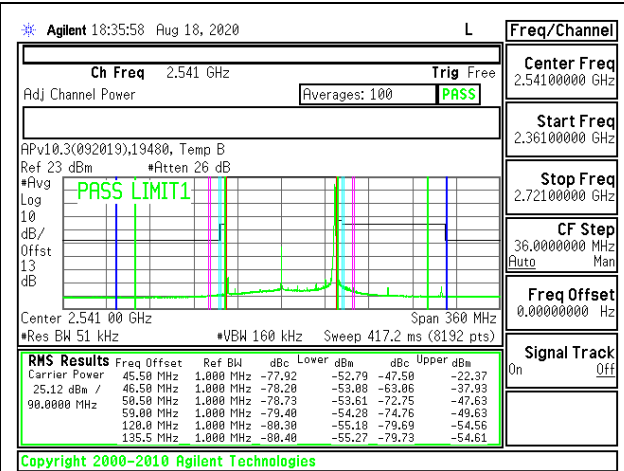 Agilent 18:35:58 Aug 18, 2020 L
Freq/Channel
Ch Freq 2.541 GHz Trig Free
Adj Channel Power Averages: 100 PASS
APv10.3(092019),19480, Temp B
Ref 23 dBm #Atten 26 dB
#Avg
Log
10
dB/
Offst
13
dB
PASS LIMIT1
Center 2.541 00 GHz Span 360 MHz
#Res BW 51 kHz #VBW 160 kHz Sweep 417.2 ms (8192 pts)
RMS Results Freq Offset Ref BW dBc Lower dBm dBc Upper dBm
Carrier Power 45.50 MHz 1.000 MHz -77.92 -52.79 -47.50 -22.37
25.12 dBm / 46.50 MHz 1.000 MHz -78.20 -53.08 -63.06 -37.93
90.0000 MHz 50.50 MHz 1.000 MHz -78.73 -53.61 -72.75 -47.63
59.00 MHz 1.000 MHz -79.40 -54.28 -74.76 -49.63
120.0 MHz 1.000 MHz -80.30 -55.18 -79.69 -54.56
135.5 MHz 1.000 MHz -80.40 -55.27 -79.73 -54.61
Copyright 2000-2010 Agilent Technologies
Center Freq
2.54100000 GHz
Start Freq
2.36100000 GHz
Stop Freq
2.72100000 GHz
CF Step
36.0000000 MHz
Auto Man
Freq Offset
0.00000000 Hz
Signal Track
On Off